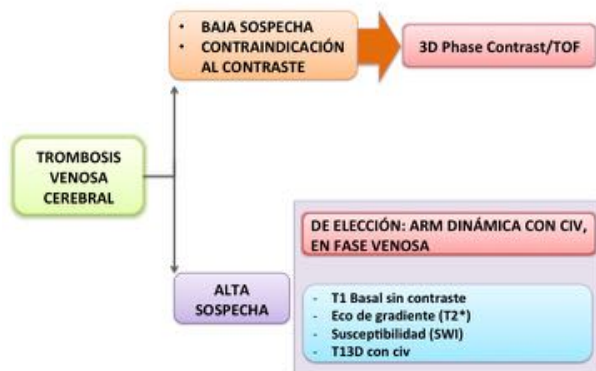 • BAJA SOSPECHA
• CONTRAINDICACIÓN
AL CONTRASTE
3D Phase Contrast/TOF
TROMBOSIS
VENOSA
CEREBRAL
DE ELECCIÓN: ARM DINÁMICA CON CIV,
EN FASE VENOSA
ALTA
SOSPECHA
- T1 Basal sin contraste
- Eco de gradiente (T2*)
- Susceptibilidad (SWI)
- T13D con civ